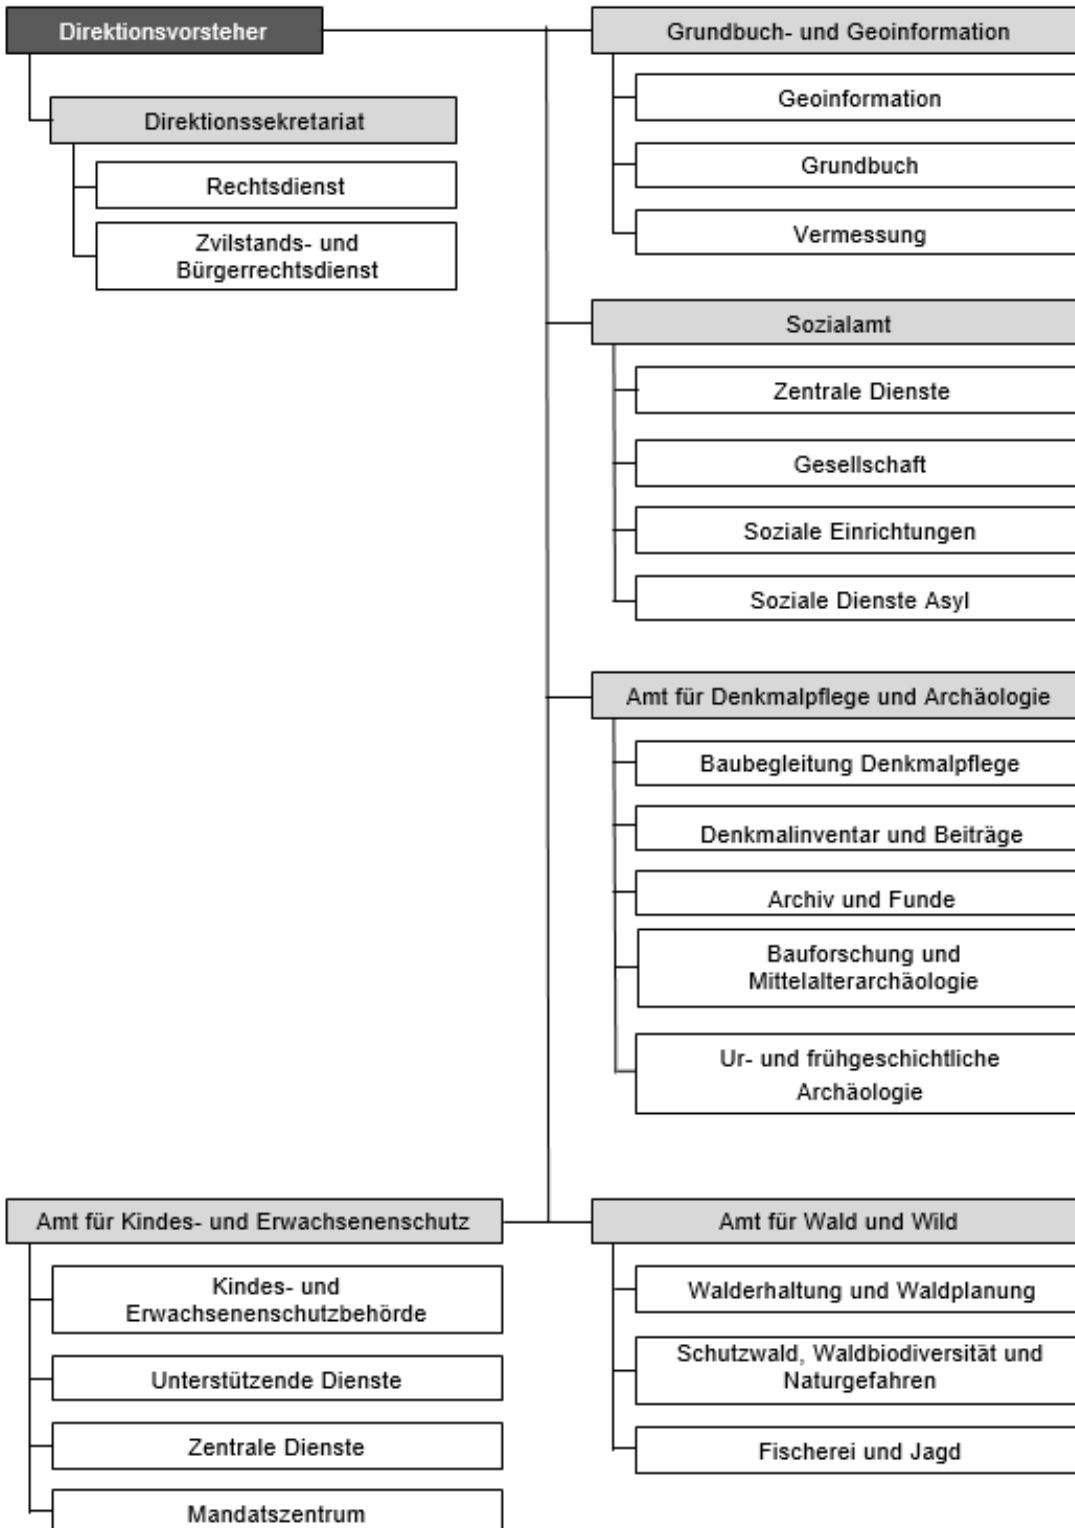 Direktionsvorsteher
Direktionssekretariat
Rechtsdienst
Zvilstands- und
Bürgerrechtsdienst
Grundbuch- und Geoinformation
Geoinformation
Grundbuch
Vermessung
Sozialamt
Zentrale Dienste
Gesellschaft
Soziale Einrichtungen
Soziale Dienste Asyl
Amt für Denkmalpflege und Archäologie
Baubegleitung Denkmalpflege
Denkmalinventar und Beiträge
Archiv und Funde
Bauforschung und
Mittelalterarchäologie
Ur- und frühgeschichtliche
Archäologie
Amt für Kindes- und Erwachsenenschutz
Kindes- und
Erwachsenenschutzbehörde
Unterstützende Dienste
Zentrale Dienste
Mandatszentrum
Amt für Wald und Wild
Walderhaltung und Waldplanung
Schutzwald, Waldbiodiversität und
Naturgefahren
Fischerei und Jagd